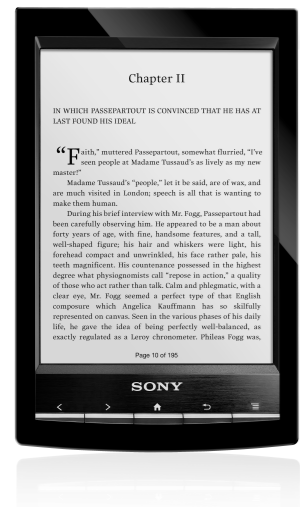 Chapter II
IN WHICH PASSEPARTOUT IS CONVINCED THAT HE HAS AT
LAST FOUND HIS IDEAL
“Faith,” muttered Passepartout, somewhat flurried, “I’ve
seen people at Madame Tussaud’s as lively as my new
master!”
Madame Tussaud’s “people,” let it be said, are of wax, and
are much visited in London; speech is all that is wanting to
make them human.
During his brief interview with Mr. Fogg, Passepartout had
been carefully observing him. He appeared to be a man about
forty years of age, with fine, handsome features, and a tall,
well-shaped figure; his hair and whiskers were light, his
forehead compact and unwrinkled, his face rather pale, his
teeth magnificent. His countenance possessed in the highest
degree what physiognomists call “repose in action,” a quality
of those who act rather than talk. Calm and phlegmatic, with a
clear eye, Mr. Fogg seemed a perfect type of that English
composure which Angelica Kauffmann has so skilfully
represented on canvas. Seen in the various phases of his daily
life, he gave the idea of being perfectly well-balanced, as
exactly regulated as a Leroy chronometer. Phileas Fogg was,
Page 10 of 195
SONY